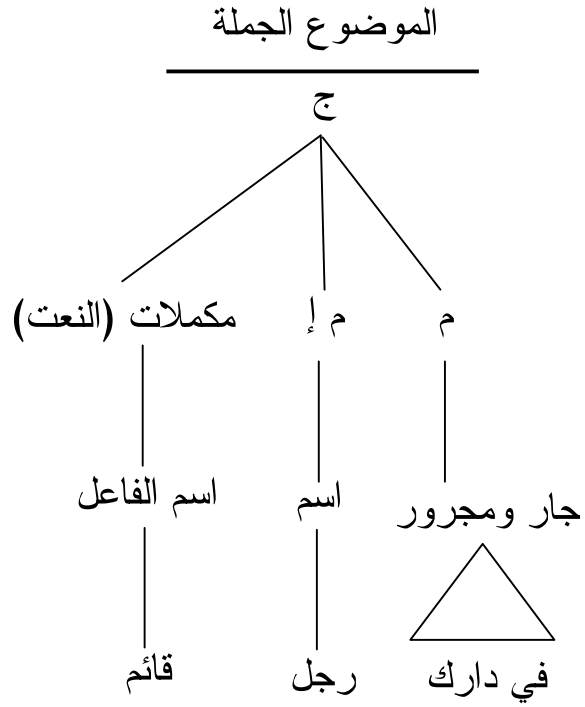 الموضوع الجملة
ج
م م إ مكملات (النعت)
جار ومجرور اسم اسم الفاعل
في دارك رجل قائم